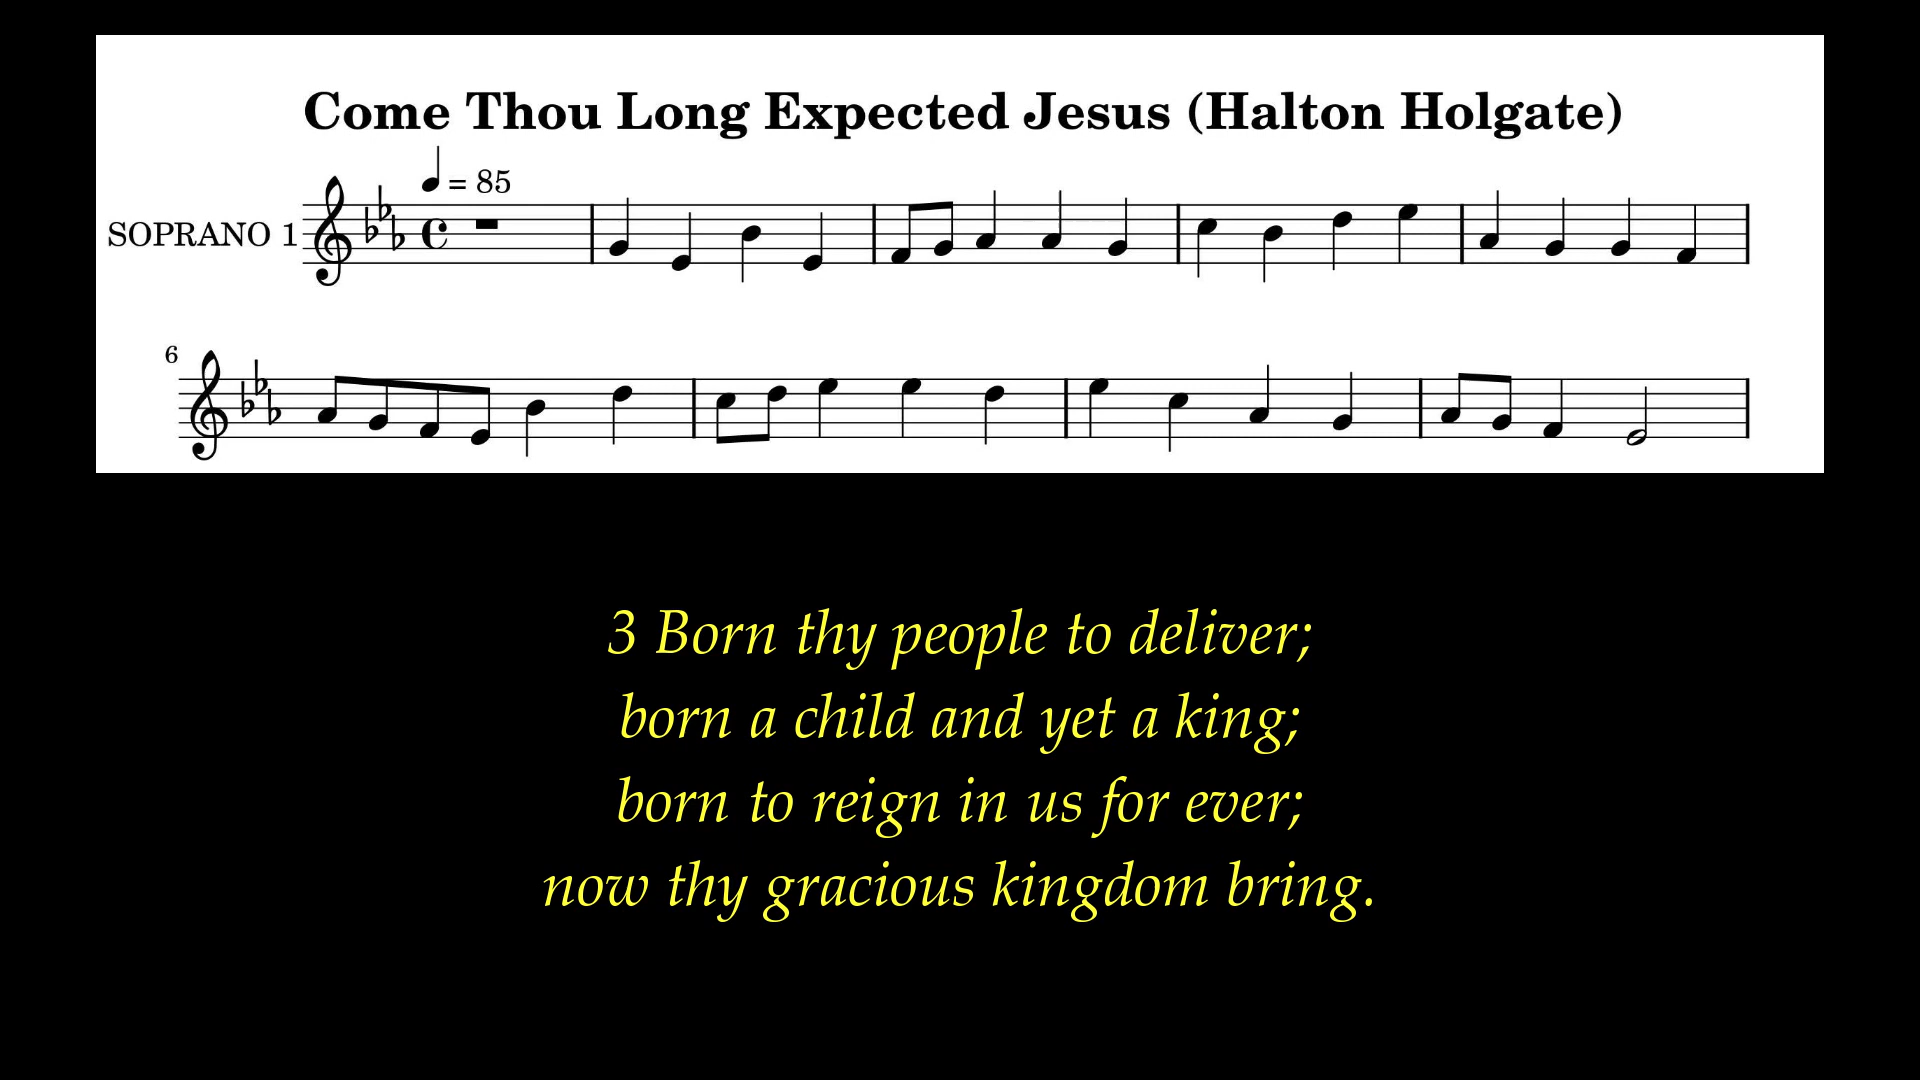 Come Thou Long Expected Jesus (Halton Holgate)
= 85
SOPRANO 1
6
3 Born thy people to deliver;
born a child and yet a king;
born to reign in us for ever;
now thy gracious kingdom bring.